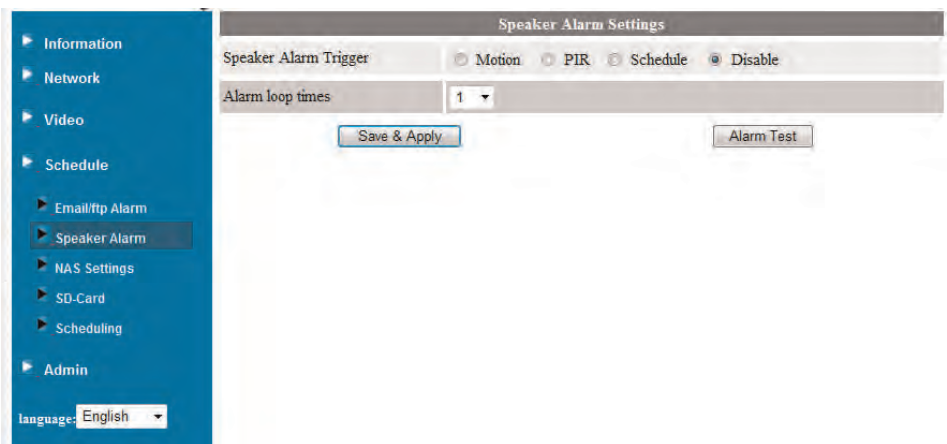 Information
Network
Video
Schedule
Email/ftp Alarm
Speaker Alarm
NAS Settings
SD-Card
Scheduling
Admin
language: English
Speaker Alarm Settings
Speaker Alarm Trigger Motion PIR Schedule Disable
Alarm loop times 1
Save & Apply Alarm Test